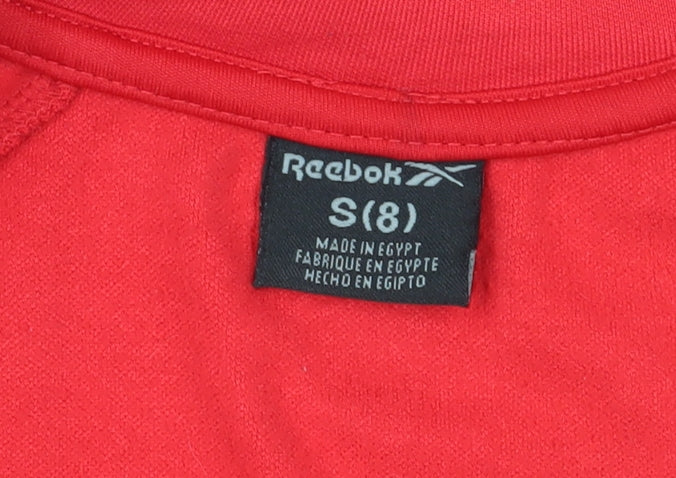 Reebok
S(8)
MADE IN EGYPT
FABRIQUE EN EGYPTE
HECHO EN EGIPTO